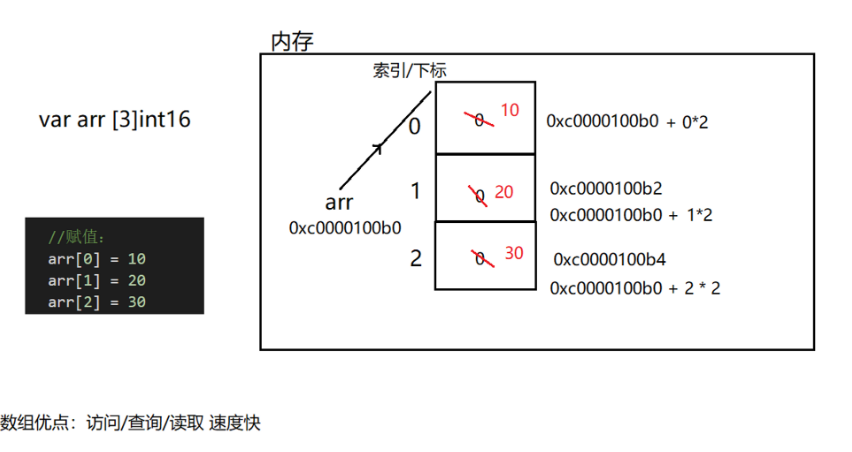 内存
索引/下标
var arr [3]int16
0 0 10 0xc0000100b0 + 0*2
1 0 20 0xc0000100b2
0xc0000100b0 + 1*2
arr
0xc0000100b0
2 0 30 0xc0000100b4
0xc0000100b0 + 2 * 2
//赋值：
arr[0] = 10
arr[1] = 20
arr[2] = 30
数组优点：访问/查询/读取 速度快